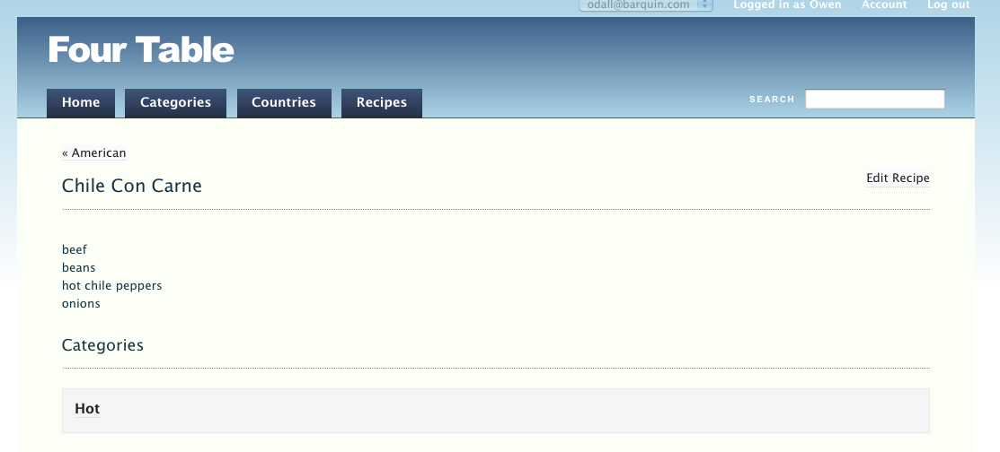 odall@barquin.com Logged in as Owen Account Log out
Four Table
Home Categories Countries Recipes SEARCH
« American
Chile Con Carne
Edit Recipe
beef
beans
hot chile peppers
onions
Categories
Hot